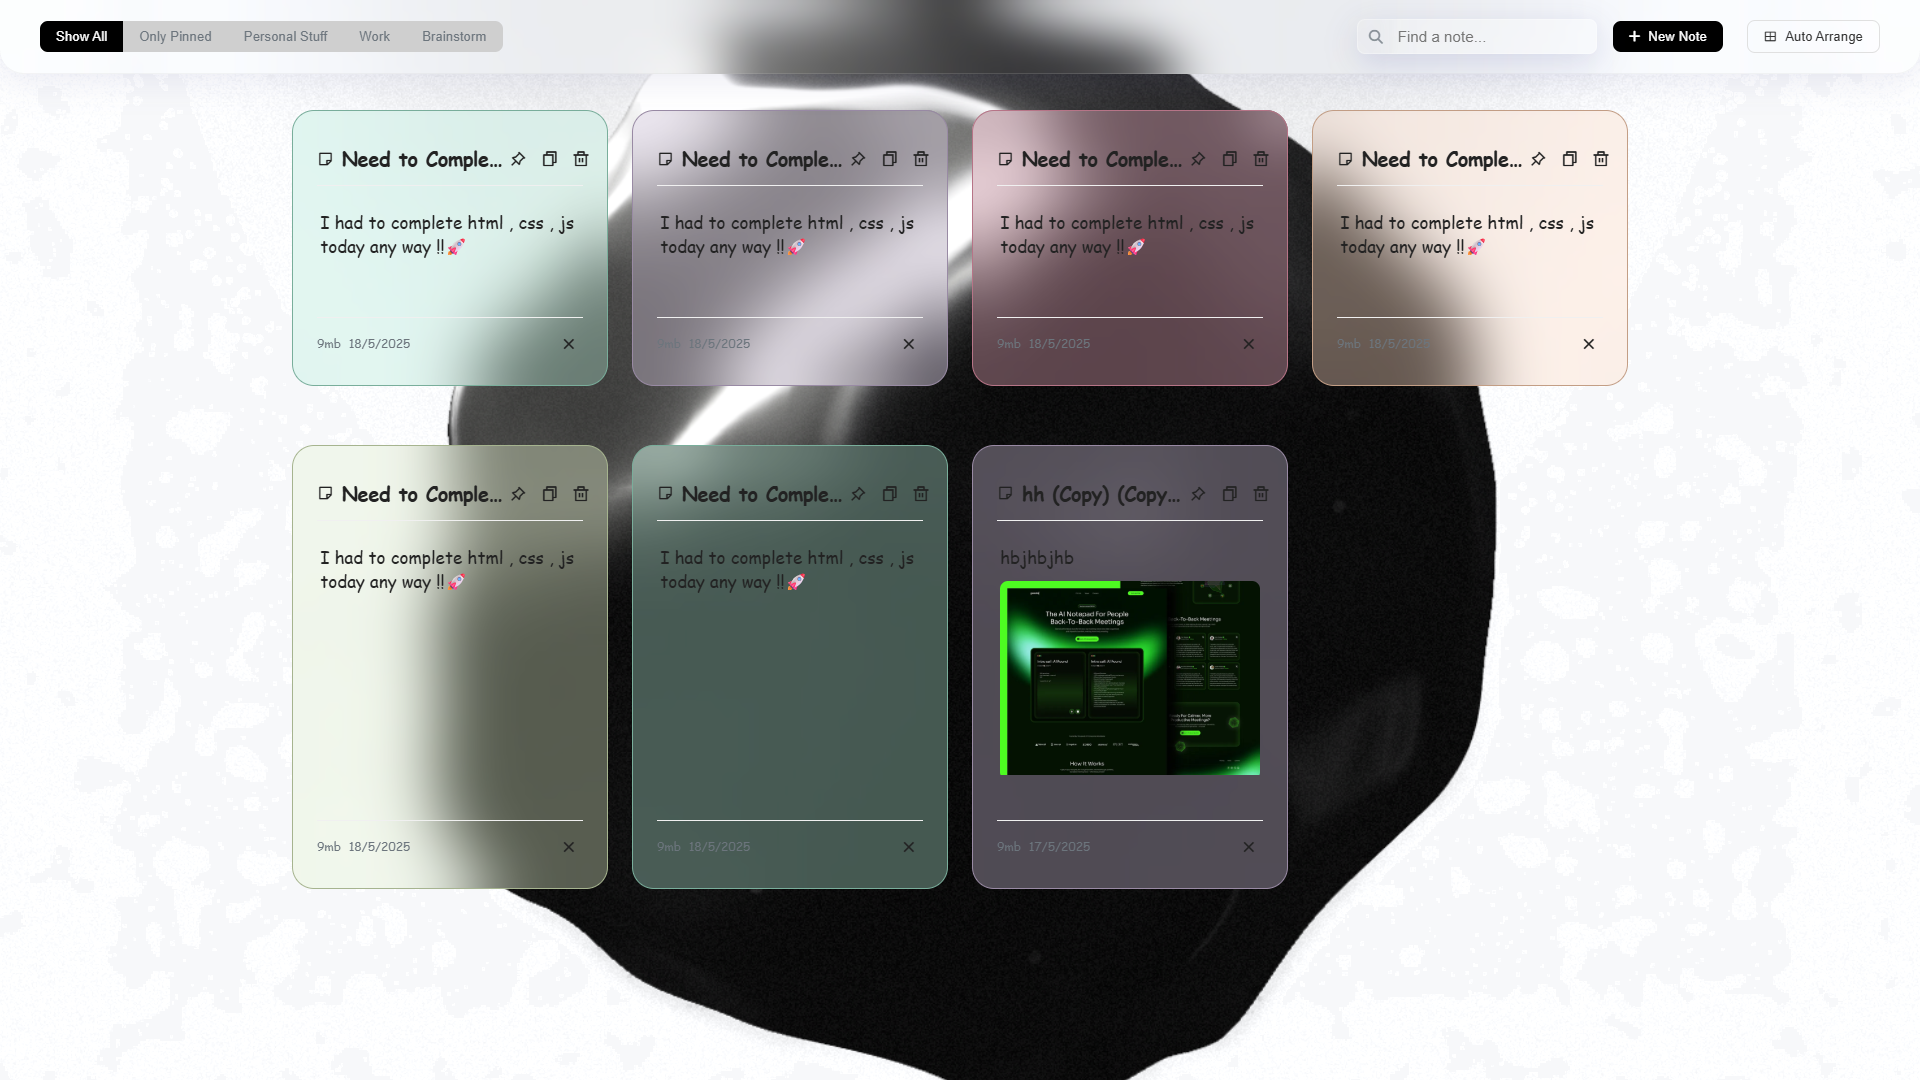 Show All
Only Pinned
Personal Stuff
Work
Brainstorm
Find a note...
New Note
Auto Arrange
Need to Comple...
I had to complete html , css , js
today any way !!🚀
9mb 18/5/2025
Need to Comple...
I had to complete html , css , js
today any way !!🚀
9mb 18/5/2025
Need to Comple...
I had to complete html , css , js
today any way !!🚀
9mb 18/5/2025
Need to Comple...
I had to complete html , css , js
today any way !!🚀
9mb 18/5/2025
Need to Comple...
I had to complete html , css , js
today any way !!🚀
9mb 18/5/2025
Need to Comple...
I had to complete html , css , js
today any way !!🚀
9mb 18/5/2025
hh (Copy) (Copy...
hbjhbjhb
The AI Notepad For People
Back-To-Back Meetings
How It Works
9mb 17/5/2025